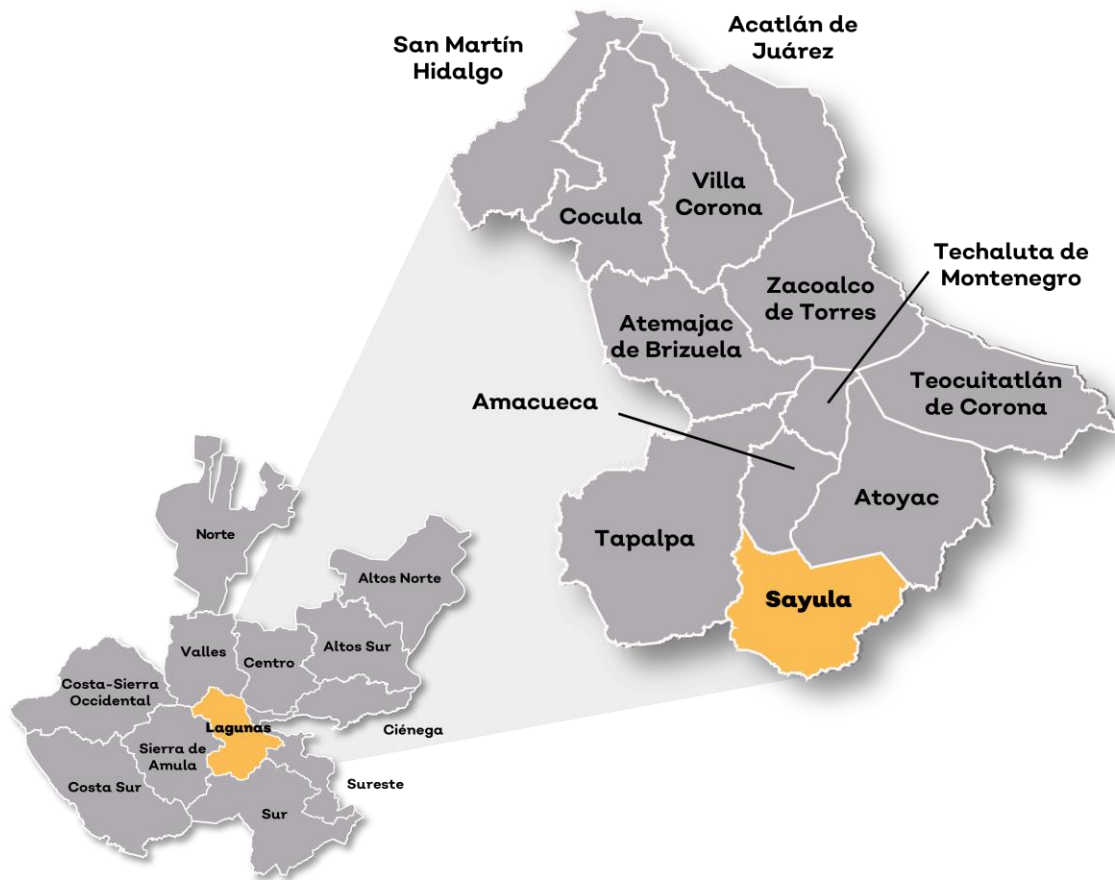 San Martín
Hidalgo
Acatlán de
Juárez
Villa
Corona
Cocula
Techaluta de
Montenegro
Zacoalco
de Torres
Atemajac
de Brizuela
Teocuitatlán
de Corona
Amacueca
Atoyac
Tapalpa
Sayula
Norte
Altos Norte
Altos Sur
Valles
Centro
Costa-Sierra
Occidental
Lagunas
Ciénega
Sierra de
Amula
Costa Sur
Sureste
Sur